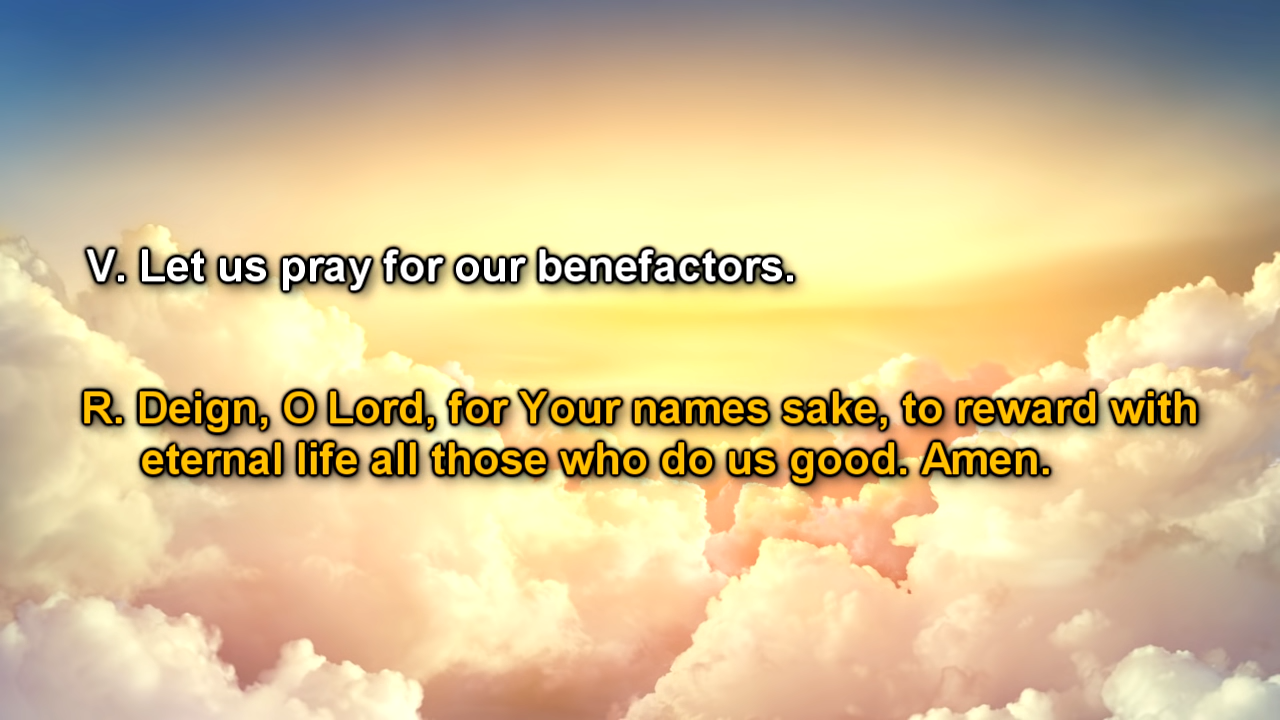 V. Let us pray for our benefactors.
R. Deign, O Lord, for Your names sake, to reward with
eternal life all those who do us good. Amen.